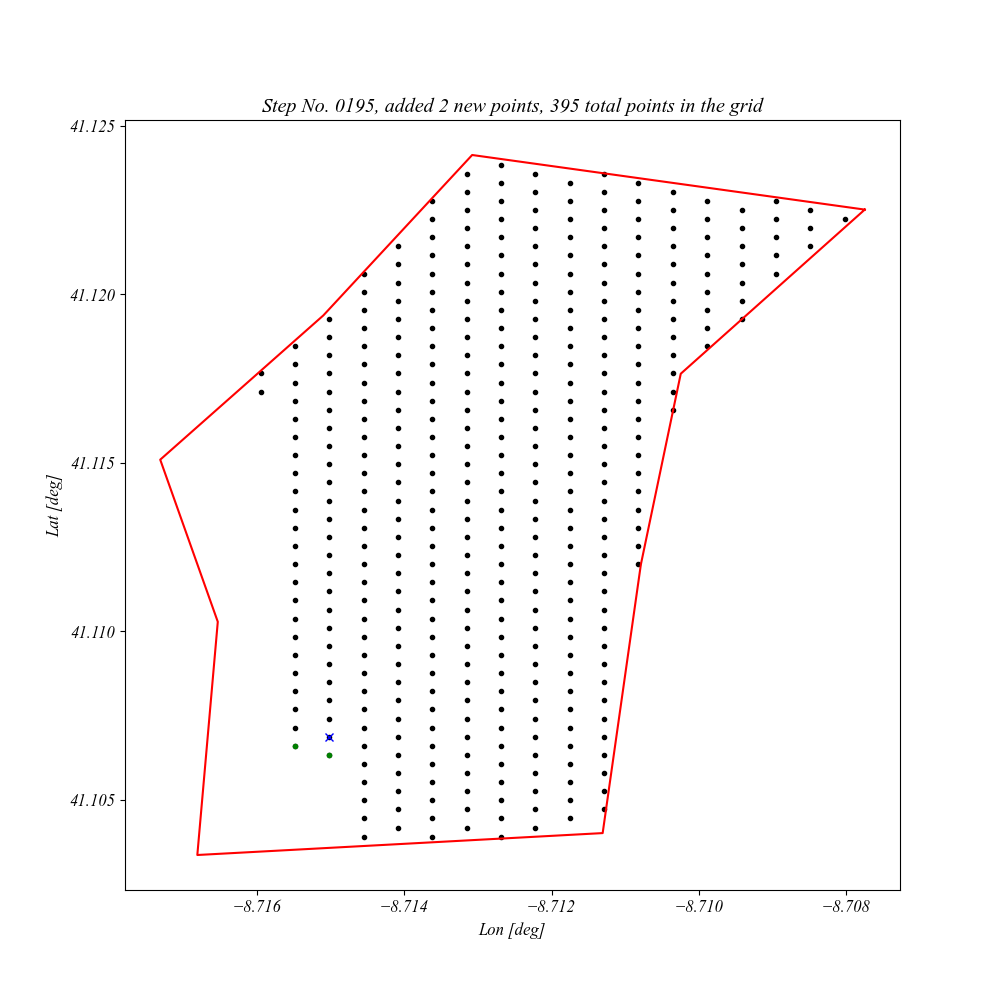 Step No. 0195, added 2 new points, 395 total points in the grid
41.125
41.120
41.115
41.110
41.105
Lat [deg]
−8.716 −8.714 −8.712 −8.710 −8.708
Lon [deg]